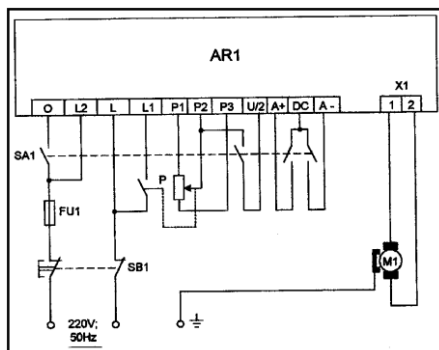 AR1
X1
O L2 L L1 P1 P2 P3 U/2 A+ DC A- 1 2
SA1
P
FU1
SB1
M1
220V;
50Hz